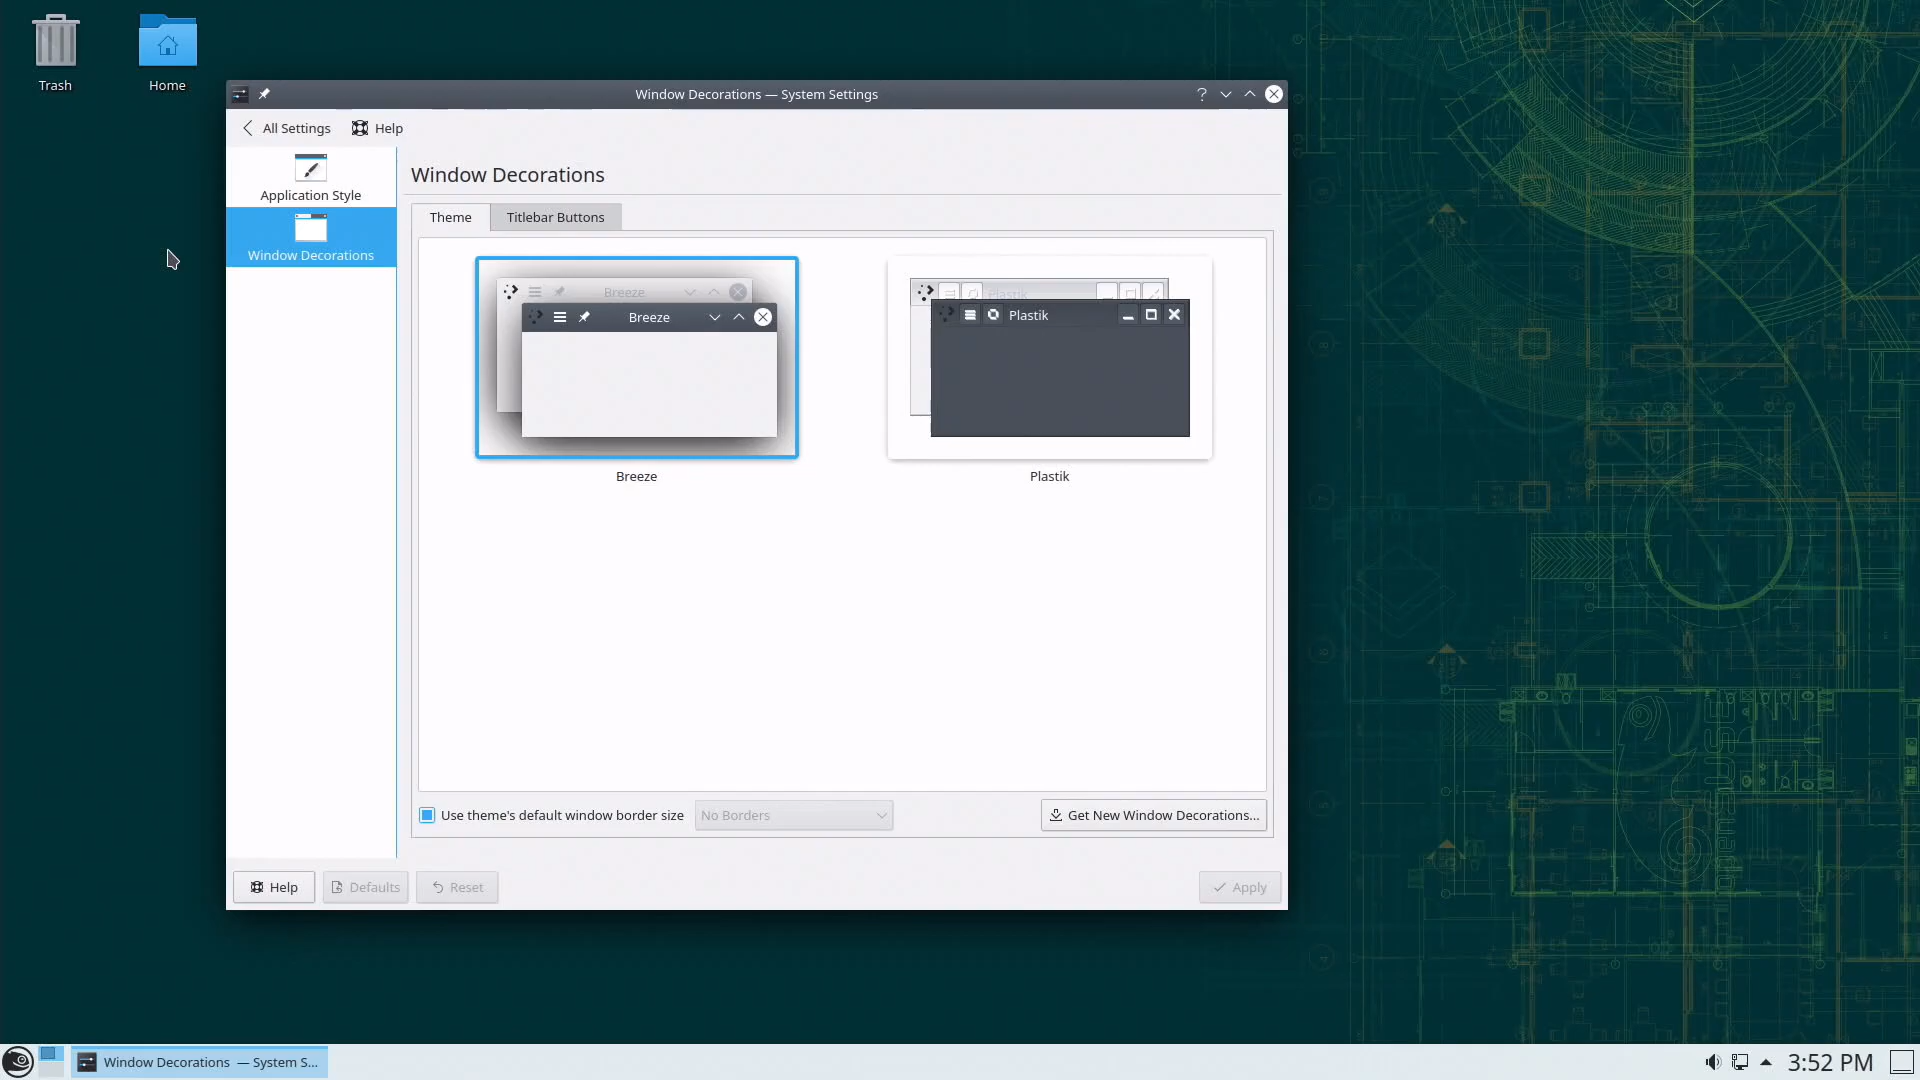 Trash
Home
Window Decorations — System Settings
All Settings
Help
Application Style
Window Decorations
Window Decorations
Theme
Titlebar Buttons
Breeze
Breeze
Breeze
Plastik
Plastik
Plastik
Use theme's default window border size
No Borders
Get New Window Decorations...
Help
Defaults
Reset
Apply
openSUSE
Window Decorations — System S...
3:52 PM